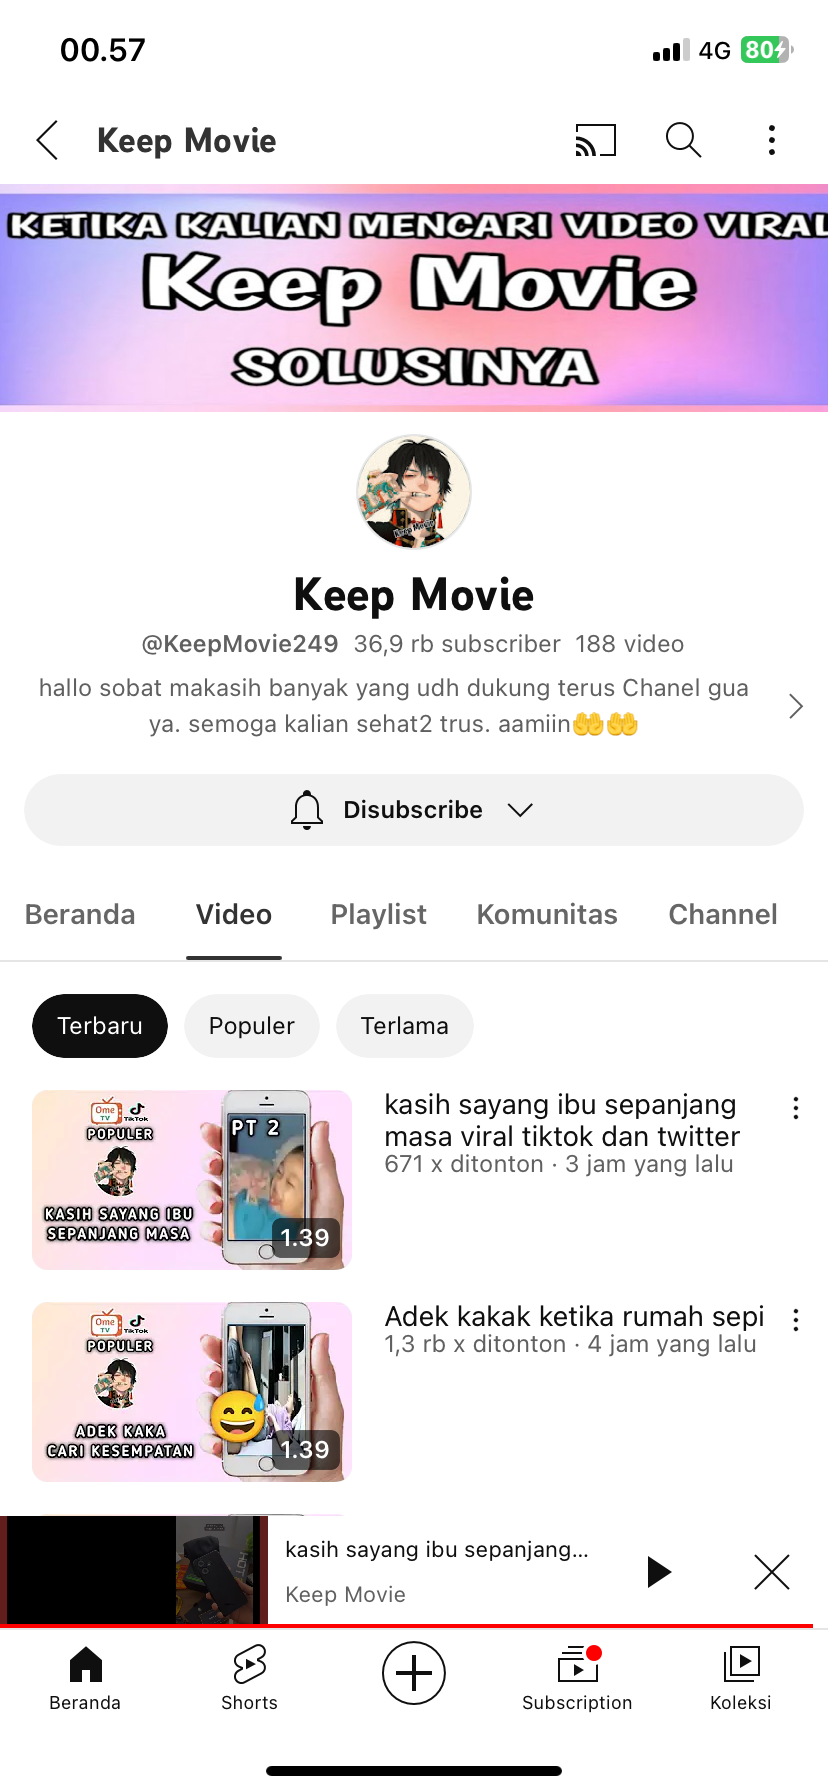 00.57
4G
80
Keep Movie
KETIKA KALIAN MENCARI VIDEO VIRAL
Keep Movie
SOLUSINYA
Keep Movie
Keep Movie
@KeepMovie249 36,9 rb subscriber 188 video
hallo sobat makasih banyak yang udh dukung terus Chanel gua
ya. semoga kalian sehat2 trus. aamiin🤲🤲
Disubscribe
Beranda Video Playlist Komunitas Channel
Terbaru Populer Terlama
Ome TV TikTok
POPULER
KASIH SAYANG IBU
SEPANJANG MASA
PT 2
1.39
kasih sayang ibu sepanjang
masa viral tiktok dan twitter
671 x ditonton · 3 jam yang lalu
Ome TV TikTok
POPULER
ADEK KAKA
CARI KESEMPATAN
1.39
Adek kakak ketika rumah sepi
1,3 rb x ditonton · 4 jam yang lalu
kasih sayang ibu sepanjang...
Keep Movie
Beranda Shorts Subscription Koleksi